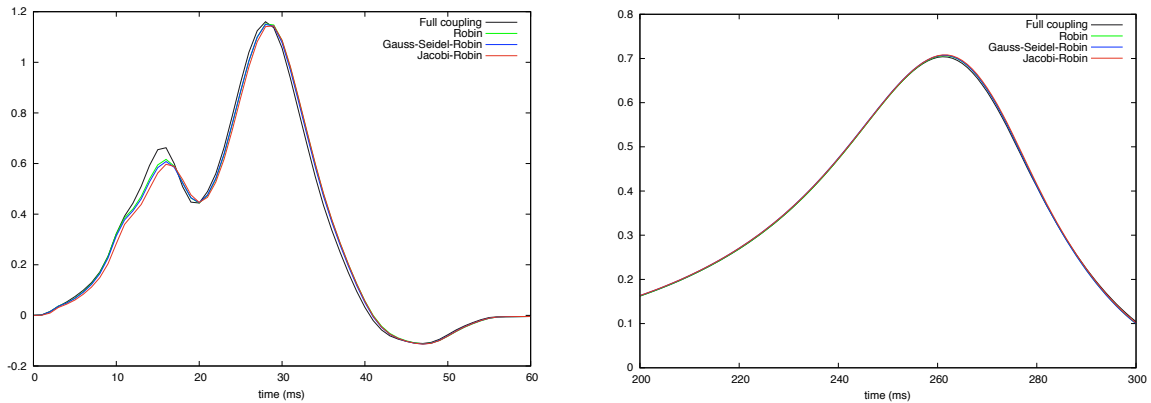 1.2
1
0.8
0.6
0.4
0.2
0
-0.2
0 10 20 30 40 50 60
time (ms)
Full coupling
Robin
Gauss-Seidel-Robin
Jacobi-Robin
0.8
0.7
0.6
0.5
0.4
0.3
0.2
0.1
0
200 220 240 260 280 300
time (ms)
Full coupling
Robin
Gauss-Seidel-Robin
Jacobi-Robin